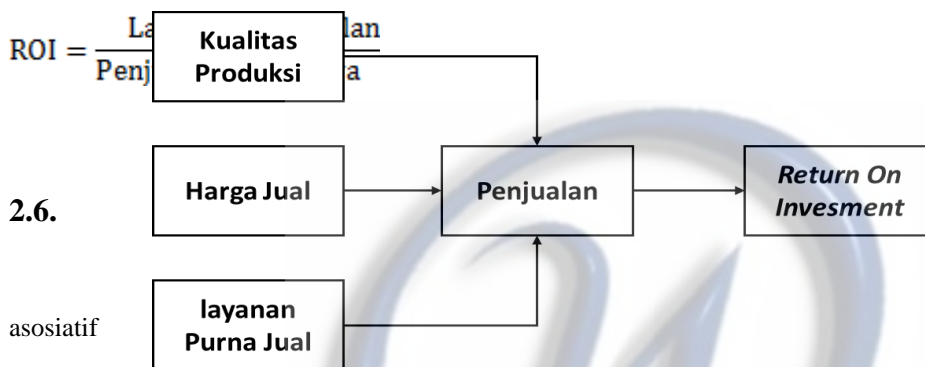 ROI =
Kualitas
Produksi
Harga Jual
Penjualan
Return On
Invesment
2.6.
layanan
Purna Jual
asosiatif